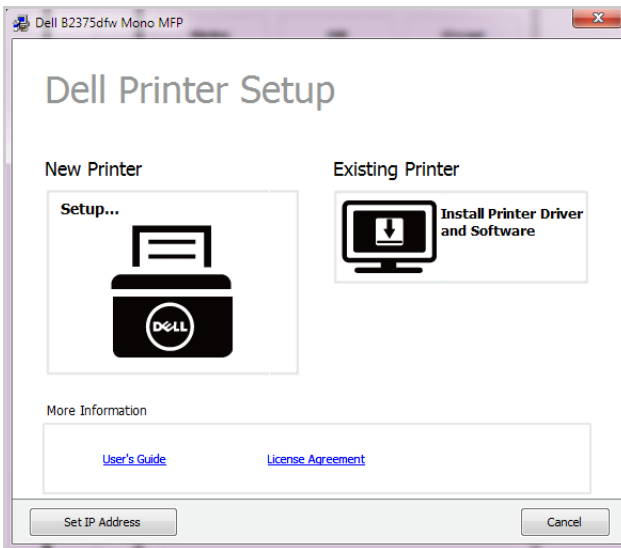 Dell B2375dfw Mono MFP
Dell Printer Setup
New Printer
Setup...
DELL
Existing Printer
Install Printer Driver
and Software
More Information
User's Guide
License Agreement
Set IP Address
Cancel